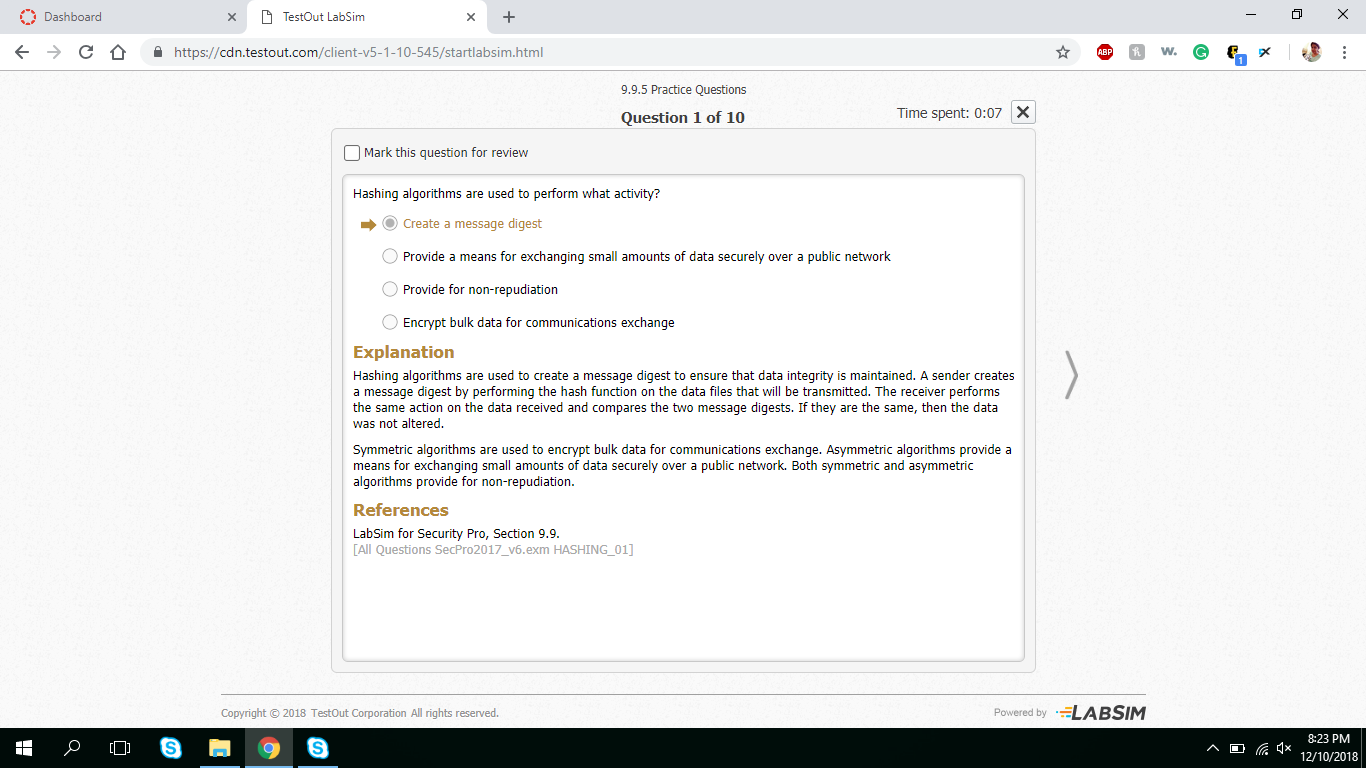 Dashboard
TestOut LabSim
https://cdn.testout.com/client-v5-1-10-545/startlabsim.html
ABP
w.
1
9.9.5 Practice Questions
Question 1 of 10
Time spent: 0:07
Mark this question for review
Hashing algorithms are used to perform what activity?
Create a message digest
Provide a means for exchanging small amounts of data securely over a public network
Provide for non-repudiation
Encrypt bulk data for communications exchange
Explanation
Hashing algorithms are used to create a message digest to ensure that data integrity is maintained. A sender creates
a message digest by performing the hash function on the data files that will be transmitted. The receiver performs
the same action on the data received and compares the two message digests. If they are the same, then the data
was not altered.
Symmetric algorithms are used to encrypt bulk data for communications exchange. Asymmetric algorithms provide a
means for exchanging small amounts of data securely over a public network. Both symmetric and asymmetric
algorithms provide for non-repudiation.
References
LabSim for Security Pro, Section 9.9.
[All Questions SecPro2017_v6.exm HASHING_01]
Copyright © 2018 TestOut Corporation All rights reserved.
Powered by LABSIM
8:23 PM
12/10/2018